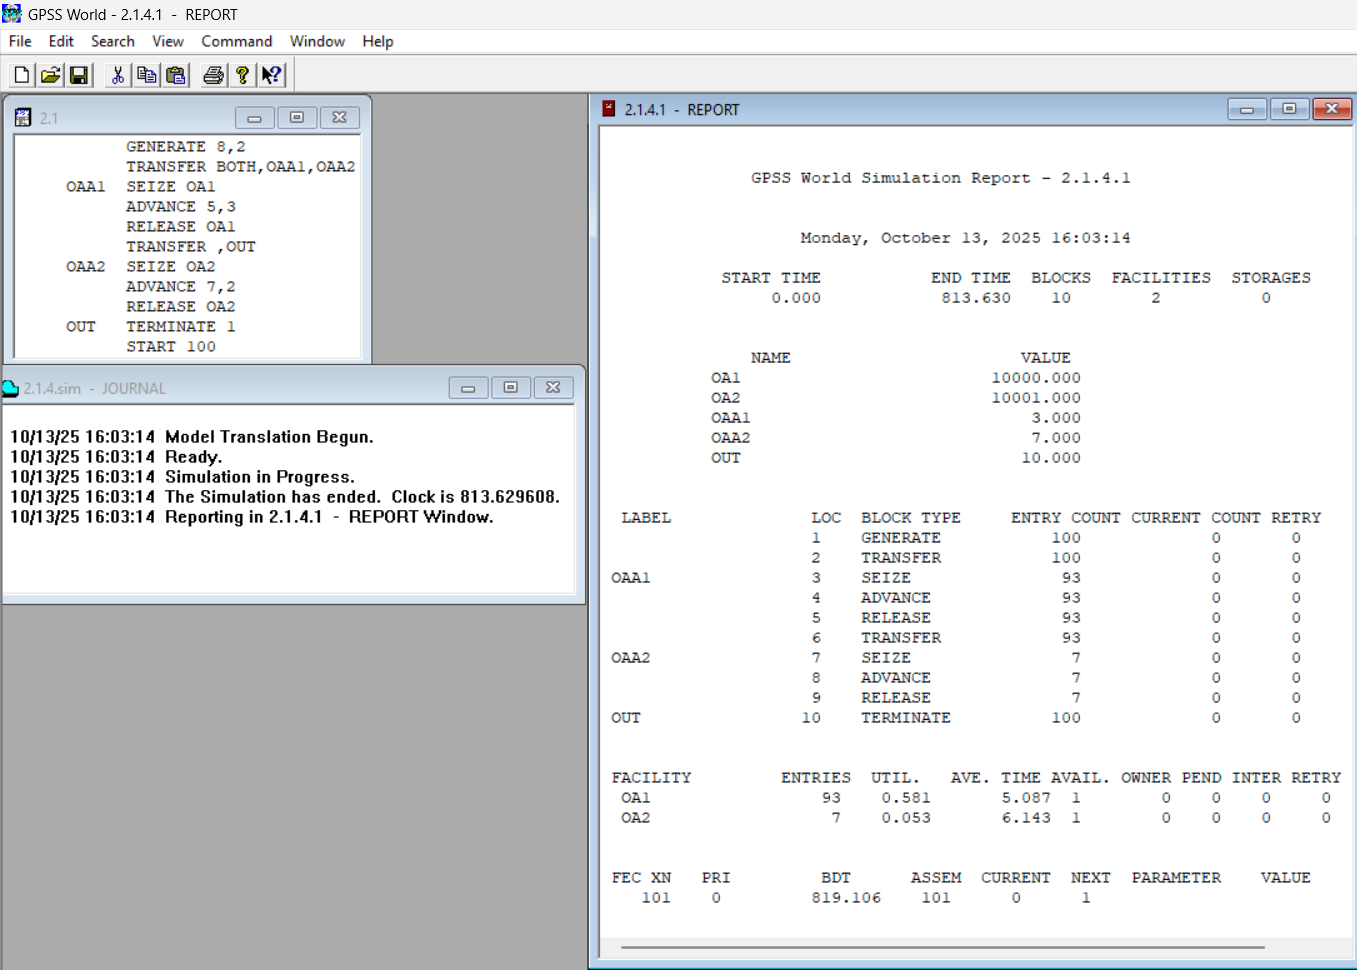 GPSS World - 2.1.4.1 - REPORT
File Edit Search View Command Window Help
2.1
GENERATE 8,2
TRANSFER BOTH,OAA1,OAA2
OAA1 SEIZE OA1
ADVANCE 5,3
RELEASE OA1
TRANSFER ,OUT
OAA2 SEIZE OA2
ADVANCE 7,2
RELEASE OA2
OUT TERMINATE 1
START 100
2.1.4.sim - JOURNAL
10/13/25 16:03:14 Model Translation Begun.
10/13/25 16:03:14 Ready.
10/13/25 16:03:14 Simulation in Progress.
10/13/25 16:03:14 The Simulation has ended. Clock is 813.629608.
10/13/25 16:03:14 Reporting in 2.1.4.1 - REPORT Window.
2.1.4.1 - REPORT
GPSS World Simulation Report - 2.1.4.1
Monday, October 13, 2025 16:03:14
START TIME END TIME BLOCKS FACILITIES STORAGES
0.000 813.630 10 2 0
NAME VALUE
OA1 10000.000
OA2 10001.000
OAA1 3.000
OAA2 7.000
OUT 10.000
LABEL LOC BLOCK TYPE ENTRY COUNT CURRENT COUNT RETRY
1 GENERATE 100 0 0
2 TRANSFER 100 0 0
OAA1 3 SEIZE 93 0 0
4 ADVANCE 93 0 0
5 RELEASE 93 0 0
6 TRANSFER 93 0 0
OAA2 7 SEIZE 7 0 0
8 ADVANCE 7 0 0
9 RELEASE 7 0 0
OUT 10 TERMINATE 100 0 0
FACILITY ENTRIES UTIL. AVE. TIME AVAIL. OWNER PEND INTER RETRY
OA1 93 0.581 5.087 1 0 0 0 0
OA2 7 0.053 6.143 1 0 0 0 0
FEC XN PRI BDT ASSEM CURRENT NEXT PARAMETER VALUE
101 0 819.106 101 0 1